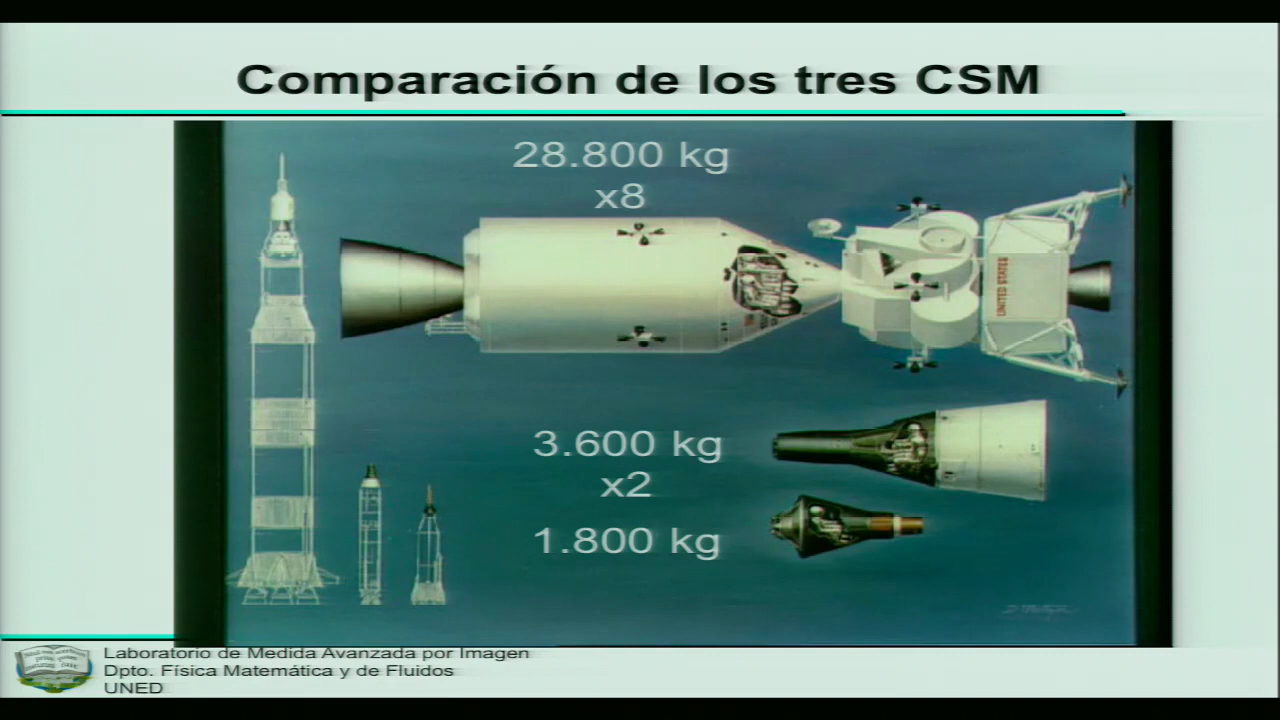 Comparación de los tres CSM
28.800 kg
x8
UNITED STATES
3.600 kg
x2
1.800 kg
Laboratorio de Medida Avanzada por Imagen
Dpto. Física Matemática y de Fluidos
UNED